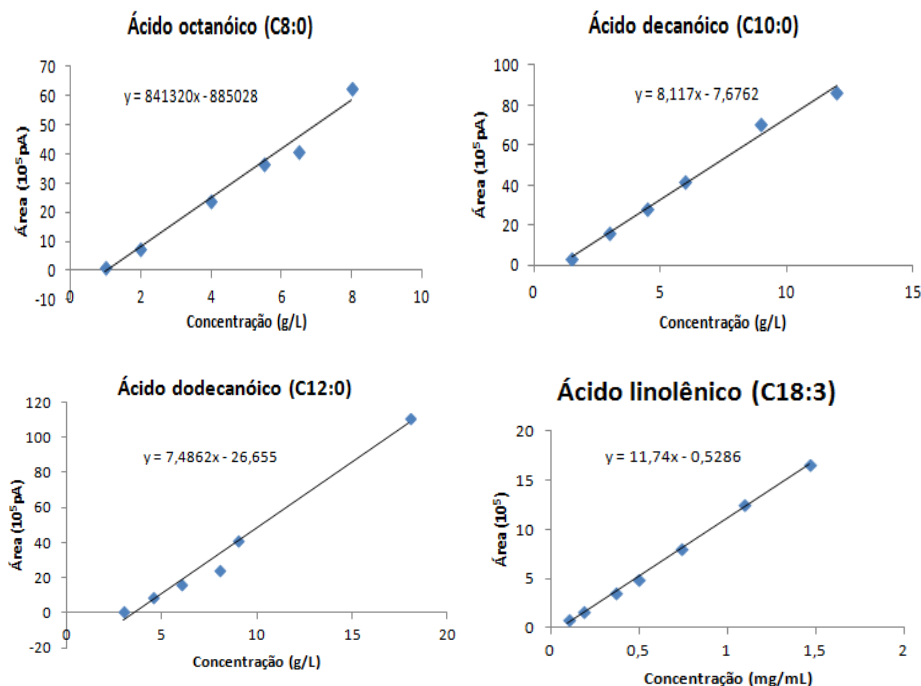 Ácido octanóico (C8:0)
y = 841320x - 885028
Área (10⁵pA)
70
60
50
40
30
20
10
0
-10
0 2 4 6 8 10
Concentração (g/L)
Ácido decanóico (C10:0)
y = 8,117x - 7,6762
Área (10⁵pA)
100
80
60
40
20
0
0 5 10 15
Concentração (g/L)
Ácido dodecanóico (C12:0)
y = 7,4862x - 26,655
Área (10⁵pA)
120
100
80
60
40
20
0
-20
0 5 10 15 20
Concentração (g/L)
Ácido linolênico (C18:3)
y = 11,74x - 0,5286
Área (10⁵)
20
15
10
5
0
0 0,5 1 1,5 2
Concentração (mg/mL)